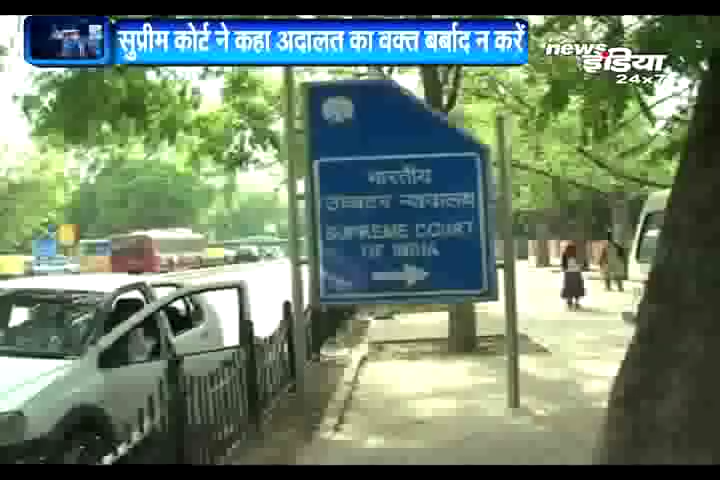 सुप्रीम कोर्ट ने कहा अदालत का वक्त बर्बाद न करें
news
इंडिया
24x7
भारतीय
उच्चतम न्यायालय
SUPREME COURT
OF INDIA